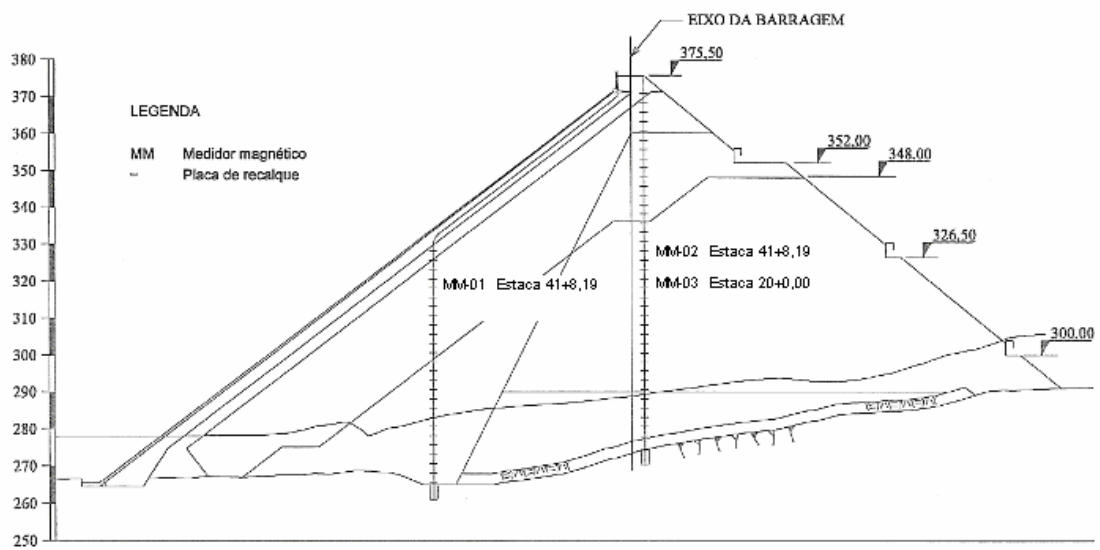 EIXO DA BARRAGEM
375,50
380
370
360
350
340
330
320
310
300
290
280
270
260
250
LEGENDA
MM Medidor magnético
Placa de recalque
352,00
348,00
326,50
MM-02 Estaca 41+8,19
MM-01 Estaca 41+8,19
MM-03 Estaca 20+0,00
300.00